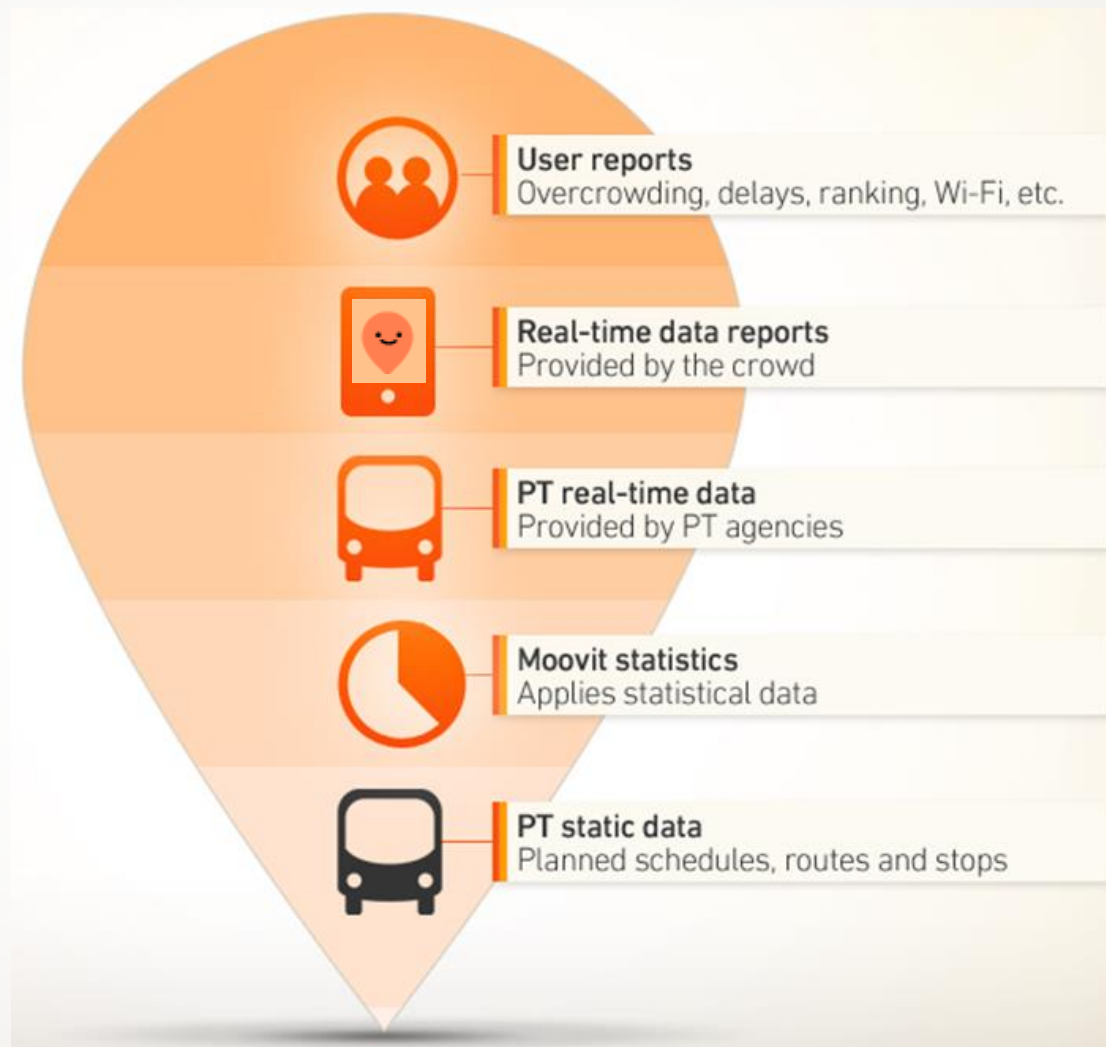 User reports
Overcrowding, delays, ranking, Wi-Fi, etc.
Real-time data reports
Provided by the crowd
PT real-time data
Provided by PT agencies
Moovit statistics
Applies statistical data
PT static data
Planned schedules, routes and stops